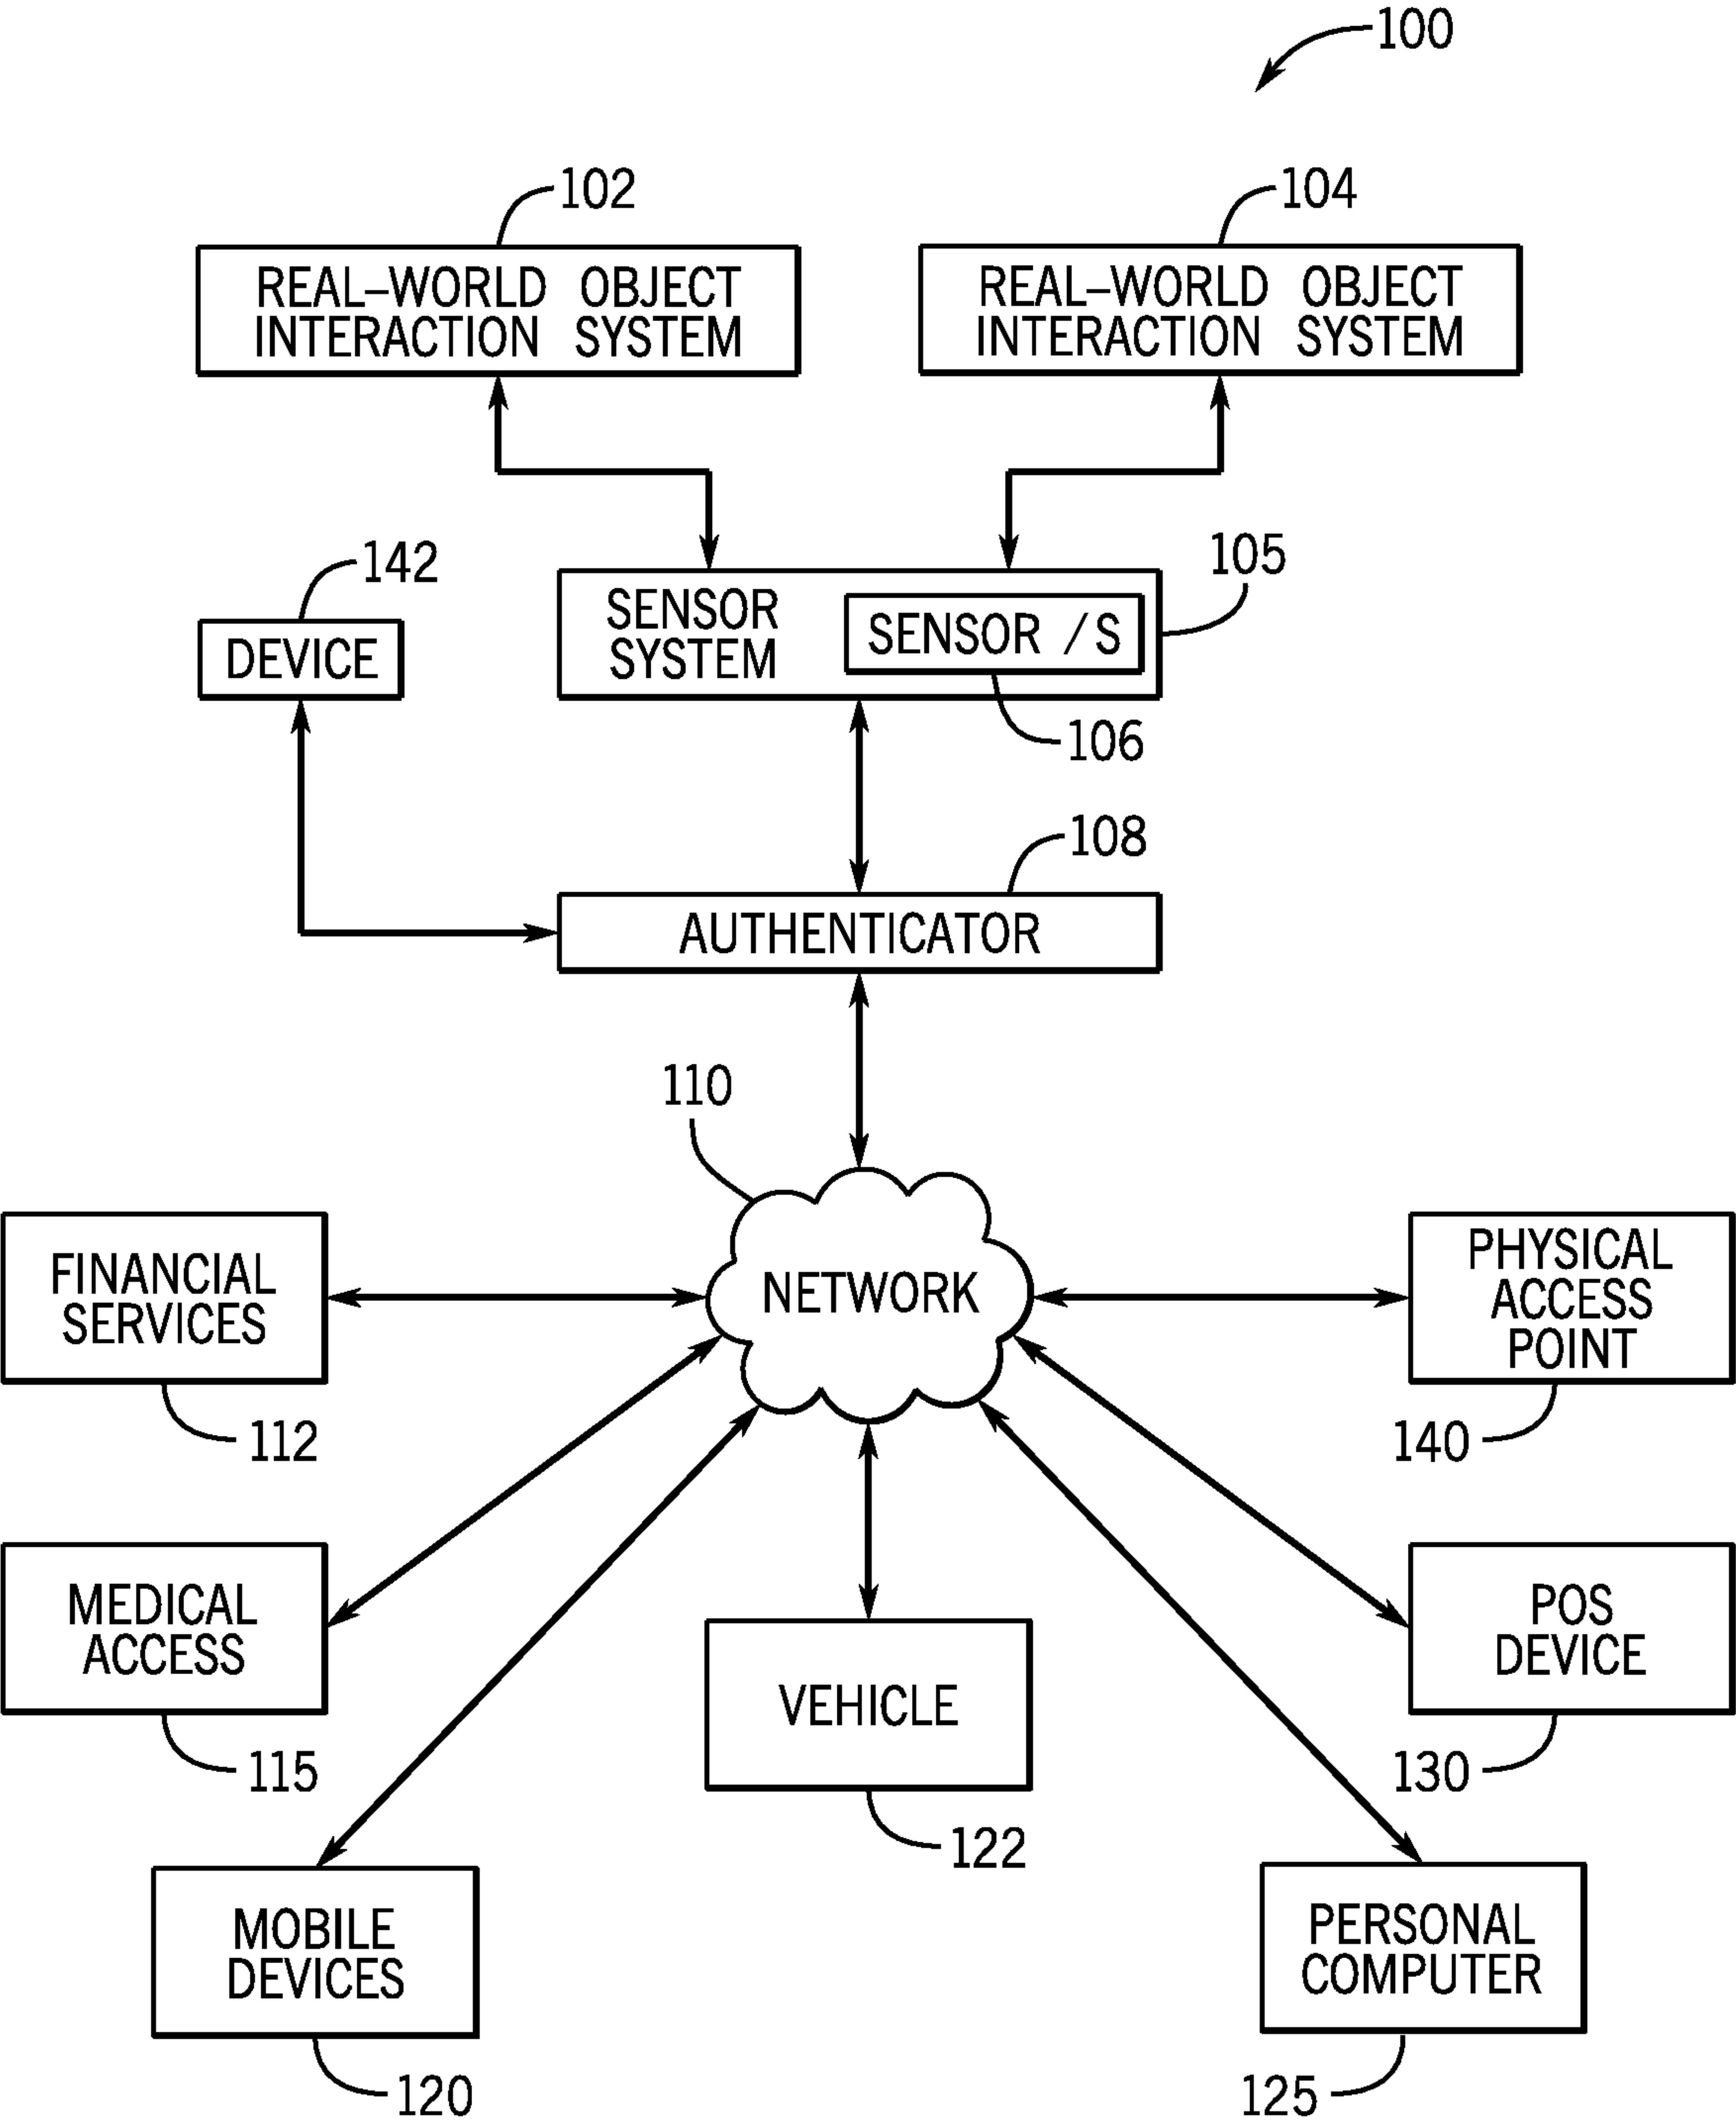 100
102
104
REAL-WORLD OBJECT
INTERACTION SYSTEM
REAL-WORLD OBJECT
INTERACTION SYSTEM
142
105
DEVICE
SENSOR
SYSTEM
SENSOR /S
106
108
AUTHENTICATOR
110
NETWORK
FINANCIAL
SERVICES
112
PHYSICAL
ACCESS
POINT
140
MEDICAL
ACCESS
115
POS
DEVICE
130
VEHICLE
122
MOBILE
DEVICES
120
PERSONAL
COMPUTER
125